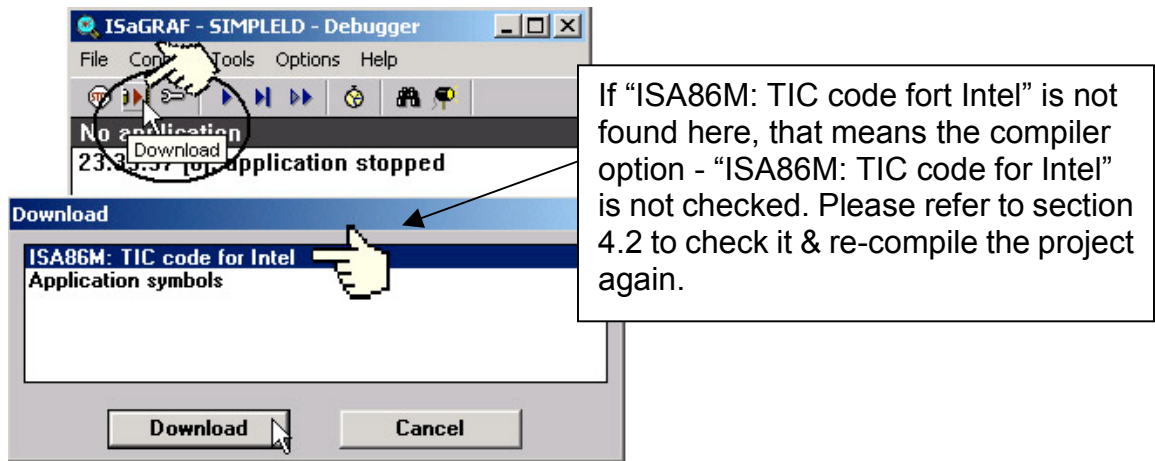 ISaGRAF - SIMPLELD - Debugger
File Tools Options Help
No application
Download
application stopped
If “ISA86M: TIC code fort Intel” is not
found here, that means the compiler
option - “ISA86M: TIC code for Intel”
is not checked. Please refer to section
4.2 to check it & re-compile the project
again.
Download
ISA86M: TIC code for Intel
Application symbols
Download Cancel